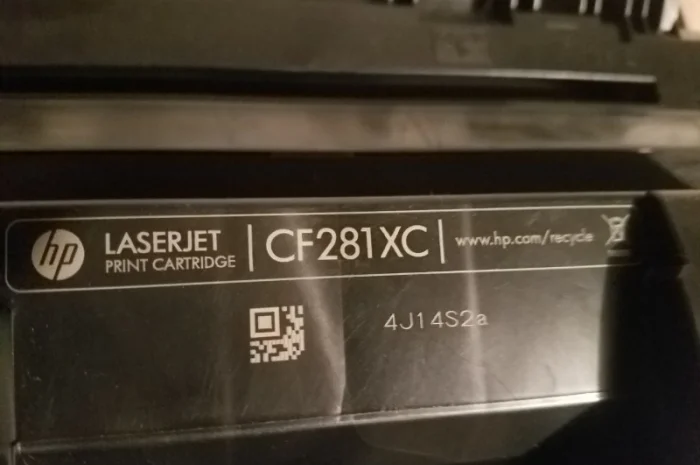 hp LASERJET PRINT CARTRIDGE | CF281XC | www.hp.com/recycle
4J14S2a